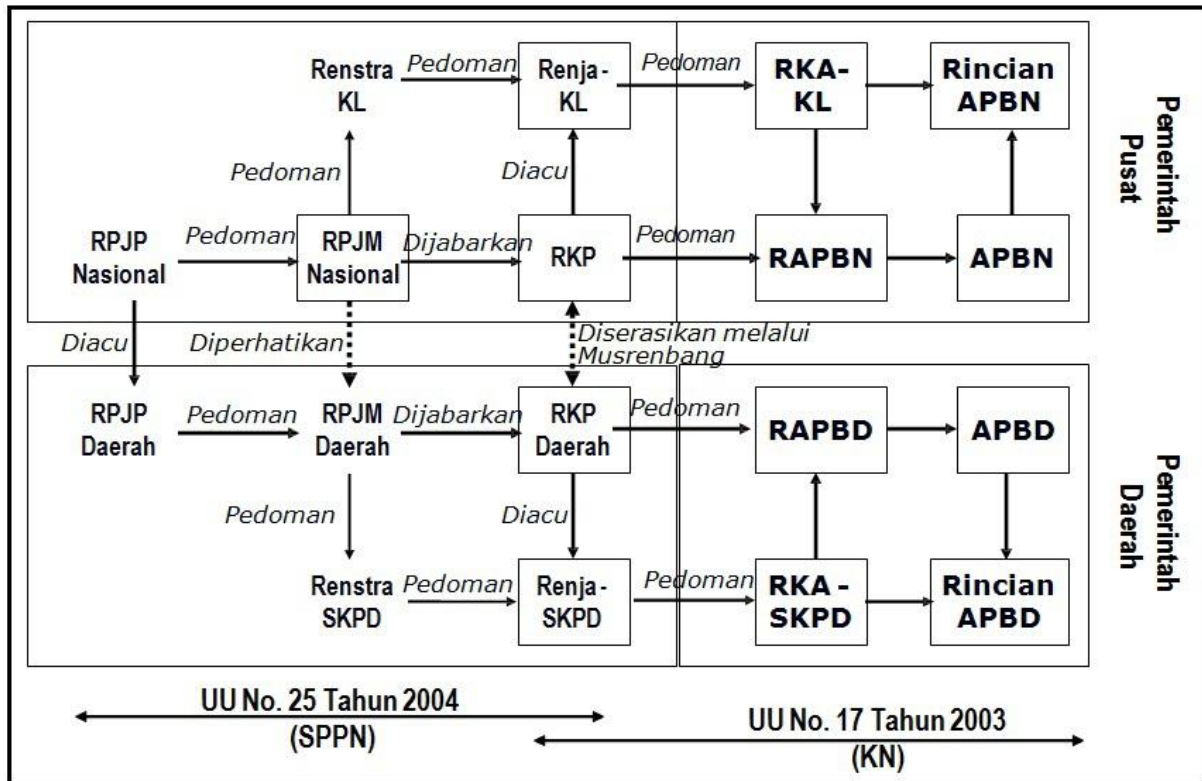 Renstra
KL
Pedoman
Renja-
KL
Pedoman
RKA-
KL
Rincian
APBN
Pemerintah
Pusat
Pedoman
Diacu
RPJP
Nasional
Pedoman
RPJM
Nasional
Dijabarkan
RKP
Pedoman
RAPBN
APBN
Diacu
Diperhatikan
Diserasikan melalui
Musrenbang
RPJP
Daerah
Pedoman
RPJM
Daerah
Dijabarkan
RKP
Daerah
Pedoman
RAPBD
APBD
Pemerintah
Daerah
Pedoman
Diacu
Renstra
SKPD
Pedoman
Renja -
SKPD
Pedoman
RKA -
SKPD
Rincian
APBD
UU No. 25 Tahun 2004
(SPPN)
UU No. 17 Tahun 2003
(KN)